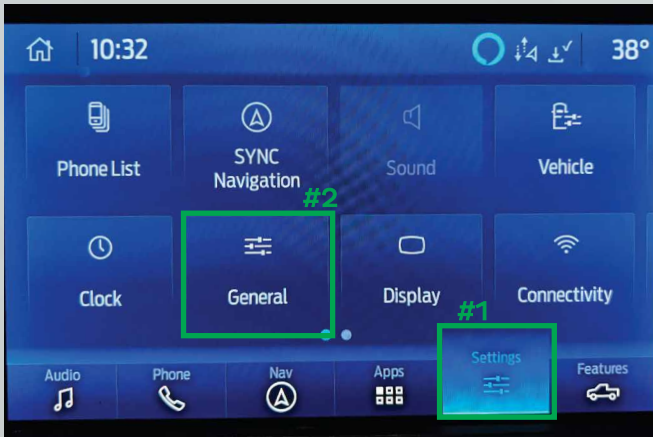 10:32
38°
Phone List
SYNC
Navigation
Sound
Vehicle
#2
Clock
General
Display
Connectivity
#1
Audio
Phone
Nav
Apps
Settings
Features